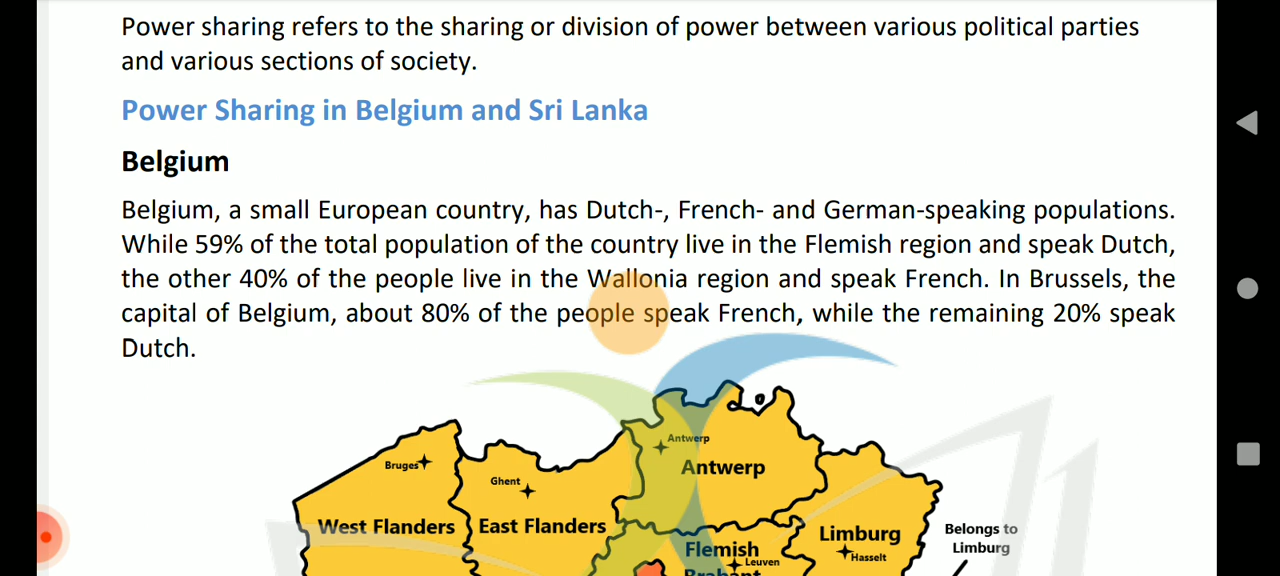 Power sharing refers to the sharing or division of power between various political parties
and various sections of society.
Power Sharing in Belgium and Sri Lanka
Belgium
Belgium, a small European country, has Dutch-, French- and German-speaking populations.
While 59% of the total population of the country live in the Flemish region and speak Dutch,
the other 40% of the people live in the Wallonia region and speak French. In Brussels, the
capital of Belgium, about 80% of the people speak French, while the remaining 20% speak
Dutch.
Antwerp
Antwerp
Bruges
Ghent
West Flanders
East Flanders
Limburg
Hasselt
Belongs to
Limburg
Flemish
Leuven
Brabant